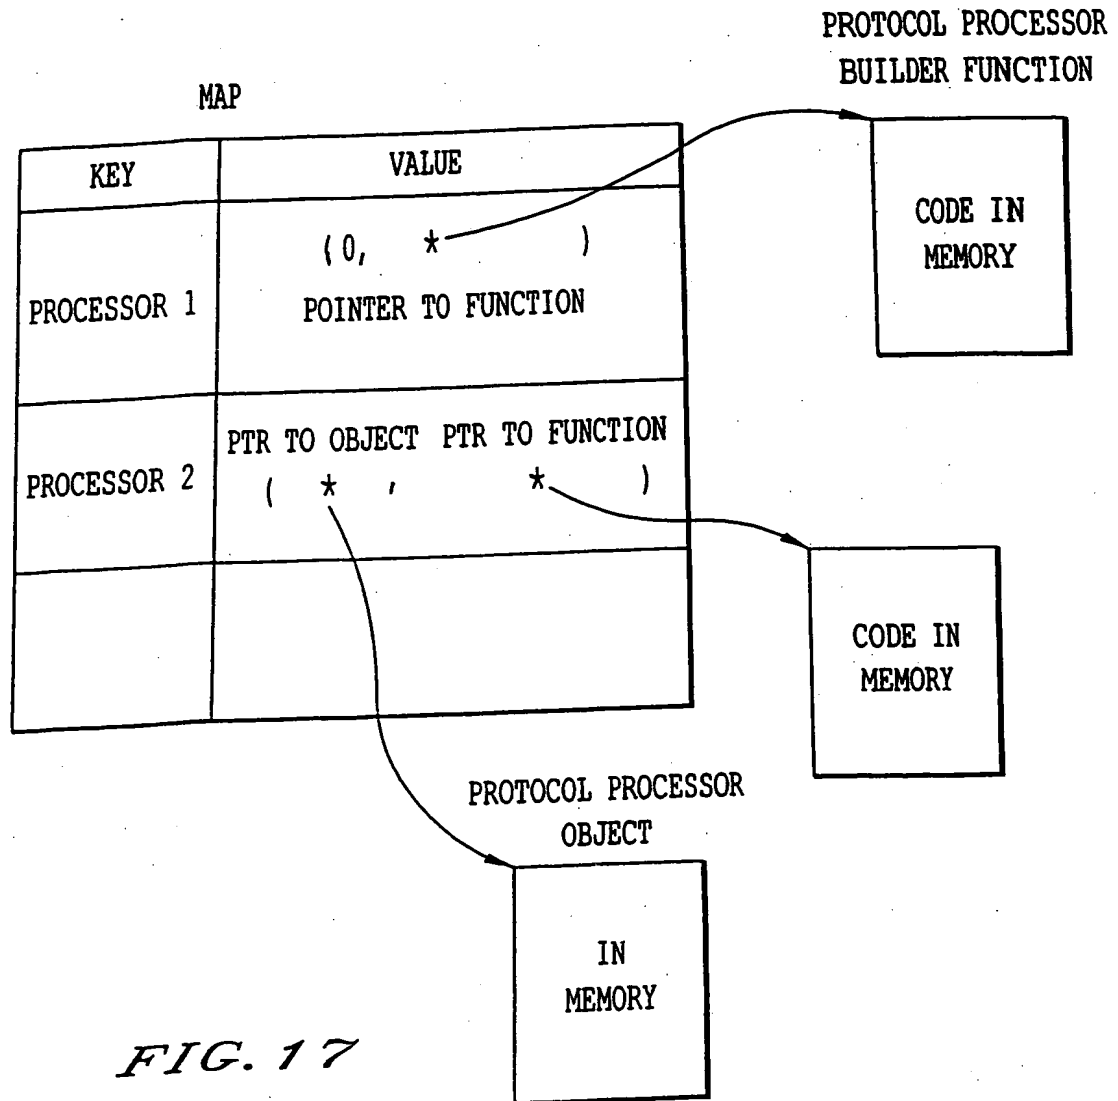 PROTOCOL PROCESSOR
BUILDER FUNCTION
MAP
KEY
VALUE
CODE IN
MEMORY
(0, * )
PROCESSOR 1
POINTER TO FUNCTION
PTR TO OBJECT PTR TO FUNCTION
PROCESSOR 2
( * , * )
CODE IN
MEMORY
PROTOCOL PROCESSOR
OBJECT
IN
MEMORY
FIG. 17